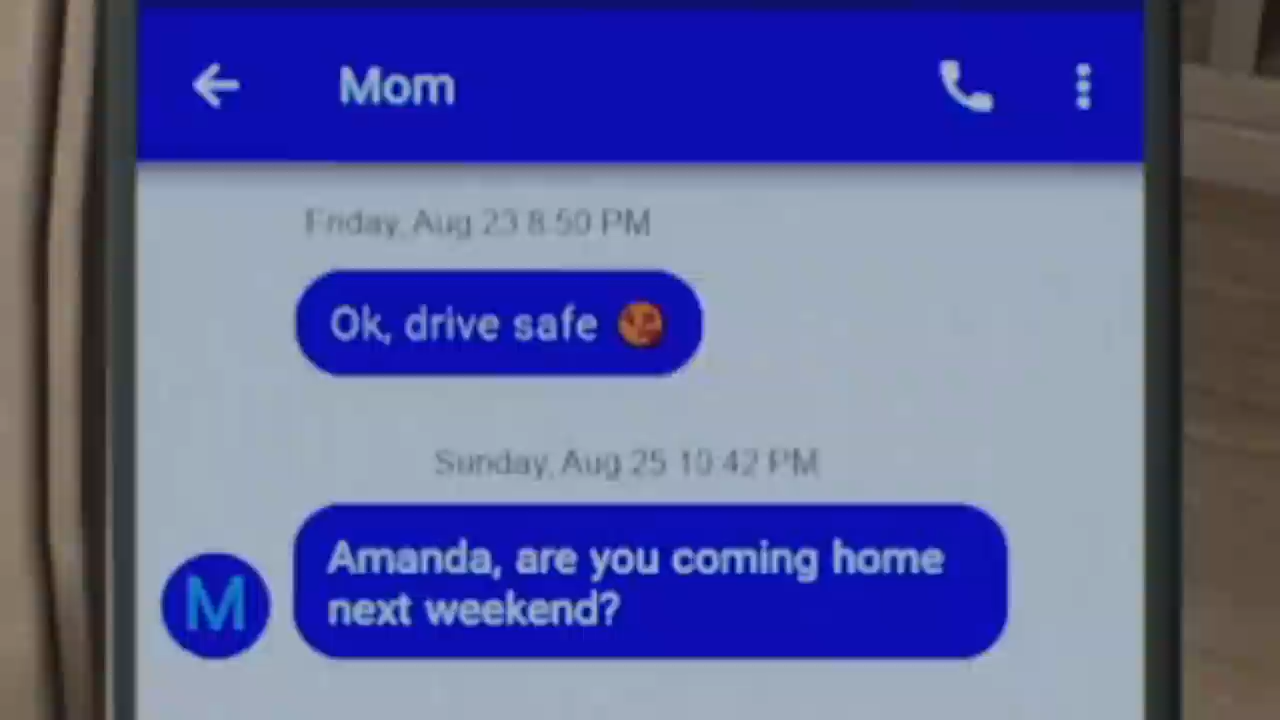 Mom
Friday, Aug 23 8:50 PM
Ok, drive safe 😘
Sunday, Aug 25 10:42 PM
Amanda, are you coming home
next weekend?
M